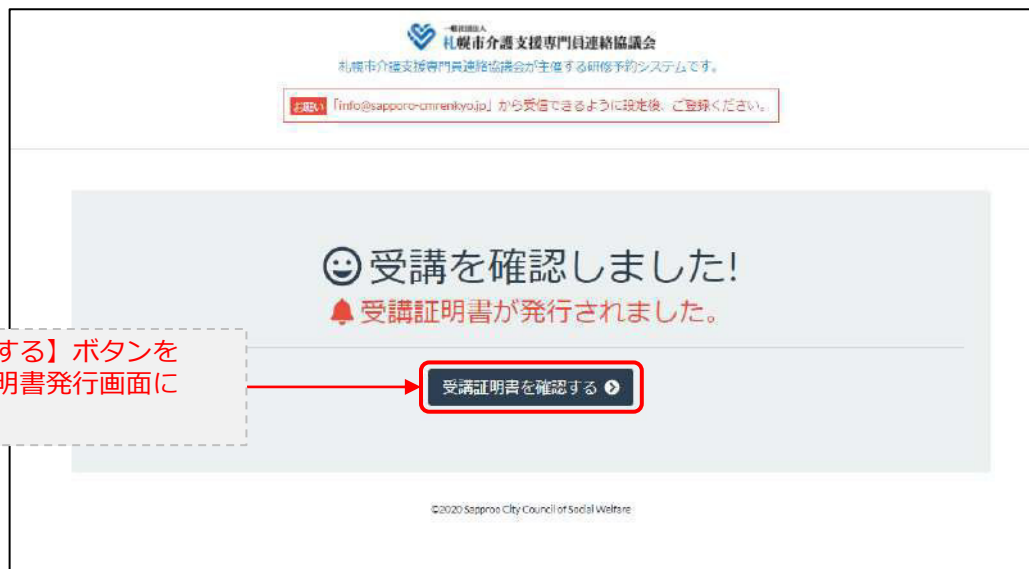 一般社団法人
札幌市介護支援専門員連絡協議会
札幌市介護支援専門員連絡協議会が主催する研修予約システムです。
お願い 「info@sapporo-cmrenkyo.jp」から受信できるように設定後、ご登録ください。
受講を確認しました!
受講証明書が発行されました。
する】ボタンを
明書発行画面に
受講証明書を確認する
©2020 Sapproo City Council of Social Welfare